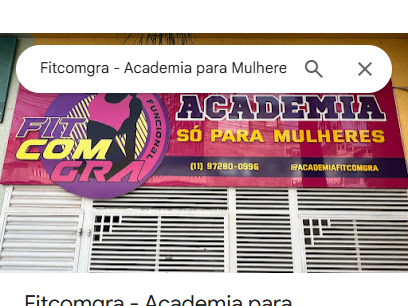 Fitcomgra - Academia para Mulhere
ACADEMIA
SÓ PARA MULHERES
(11) 97280-0996 @ACADEMIAFITCOMGRA
FIT
COM
GRA
FUNCIONAL
Fitcomgra - Academia para